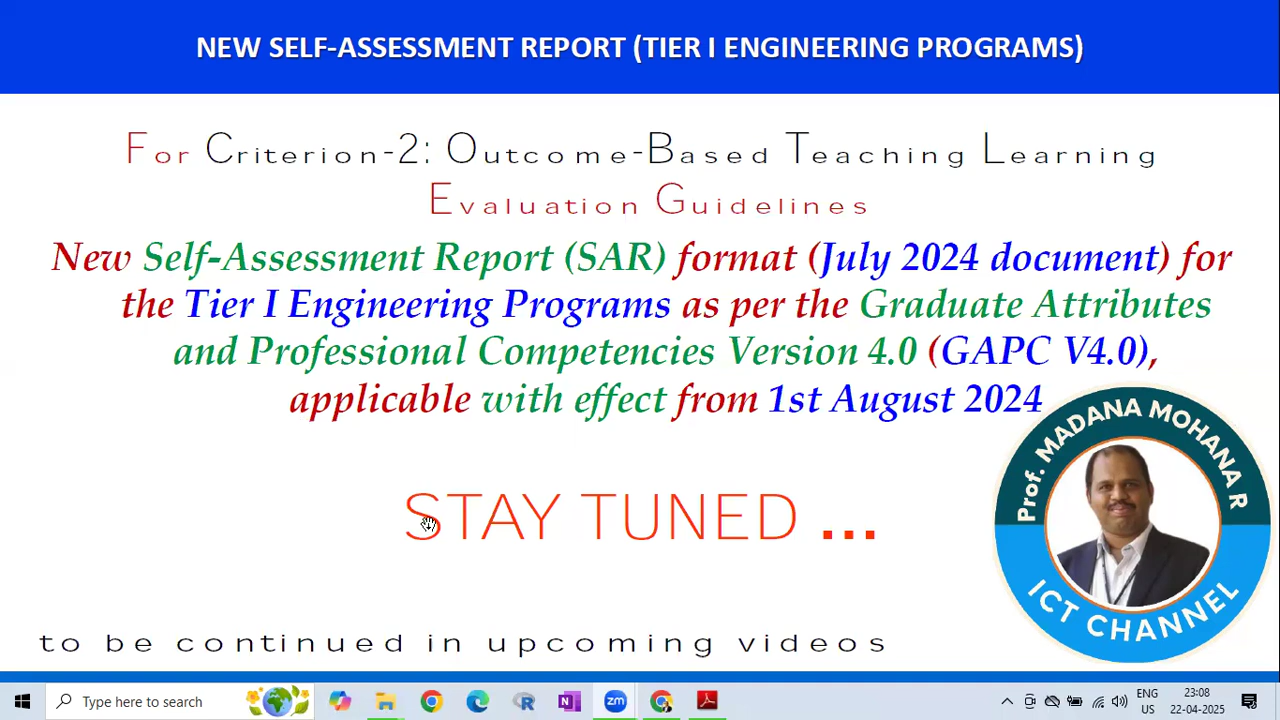 NEW SELF-ASSESSMENT REPORT (TIER I ENGINEERING PROGRAMS)
For Criterion-2: Outcome-Based Teaching Learning
Evaluation Guidelines
New Self-Assessment Report (SAR) format (July 2024 document) for
the Tier I Engineering Programs as per the Graduate Attributes
and Professional Competencies Version 4.0 (GAPC V4.0),
applicable with effect from 1st August 2024
STAY TUNED ...
Prof. MADANA MOHANA R
ICT CHANNEL
to be continued in upcoming videos
Type here to search
zm
ENG
US
23:08
22-04-2025